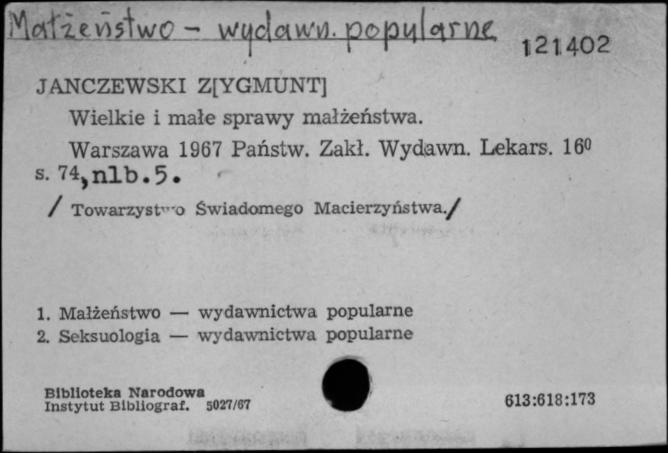 Małżeństwo - wydawn. popularne
121402
JANCZEWSKI Z[YGMUNT]
Wielkie i małe sprawy małżeństwa.
Warszawa 1967 Państw. Zakł. Wydawn. Lekars. 16⁰
s. 74, nlb. 5.
/ Towarzystwo Świadomego Macierzyństwa./
1. Małżeństwo — wydawnictwa popularne
2. Seksuologia — wydawnictwa popularne
Biblioteka Narodowa
Instytut Bibliograf. 5027/67
613:618:173